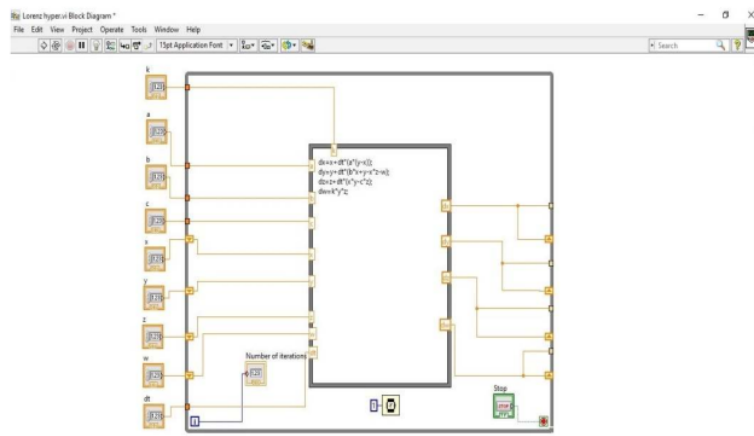 Lorenz hyper.vi Block Diagram *
File Edit View Project Operate Tools Window Help
15pt Application Font
Search
k
a
b
c
x
y
z
w
dt
dx=x+dt*(a*(y-x));
dy=y+dt*(b*x+y-x*z-w);
dz=z+dt*(x*y-c*z);
dw=k*y*z;
Number of iterations
Stop
STOP
i